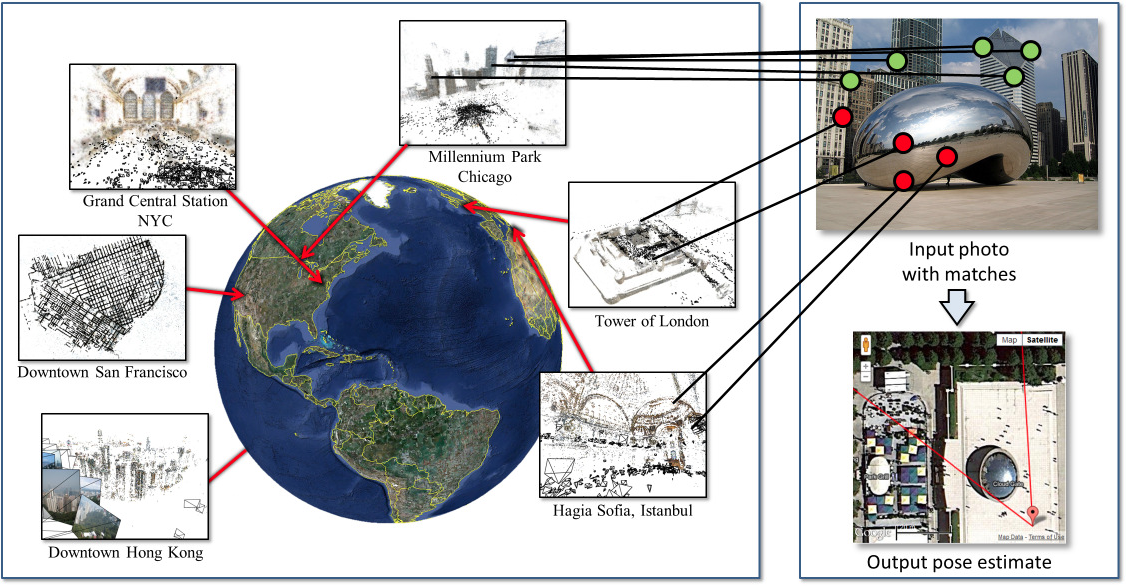 Millennium Park
Chicago
Grand Central Station
NYC
Downtown San Francisco
Tower of London
Downtown Hong Kong
Hagia Sofia, Istanbul
Input photo
with matches
Map
Satellite
Cloud Gate
Google
Map Data - Terms of Use
Output pose estimate